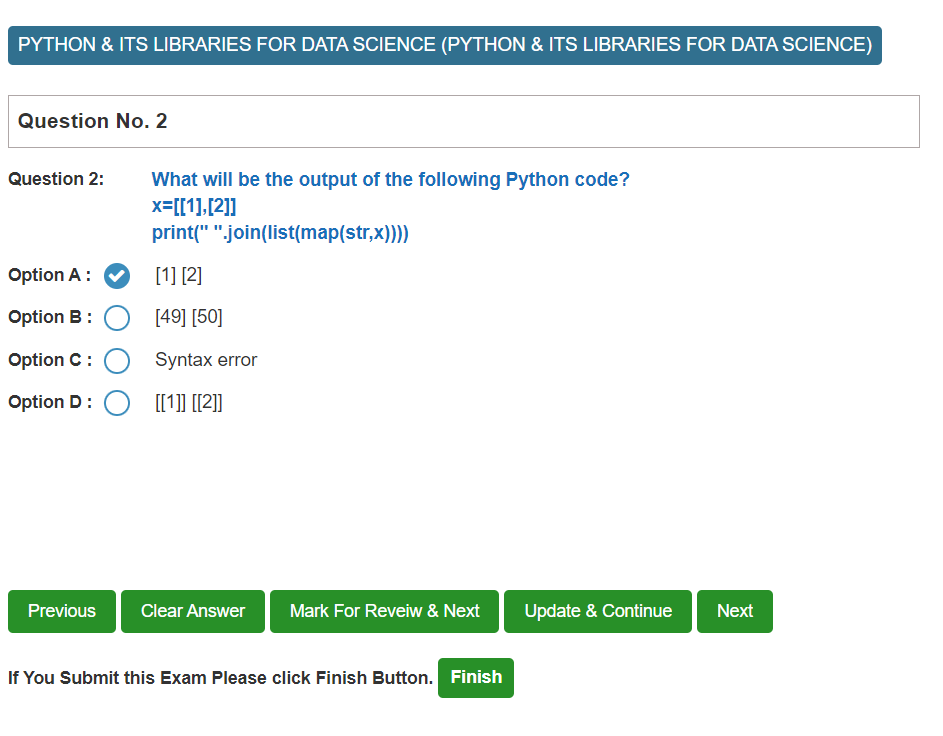 PYTHON & ITS LIBRARIES FOR DATA SCIENCE (PYTHON & ITS LIBRARIES FOR DATA SCIENCE)
Question No. 2
Question 2: What will be the output of the following Python code?
x=[[1],[2]]
print(" ".join(list(map(str,x))))
Option A : [1] [2]
Option B : [49] [50]
Option C : Syntax error
Option D : [[1]] [[2]]
Previous Clear Answer Mark For Reveiw & Next Update & Continue Next
If You Submit this Exam Please click Finish Button. Finish